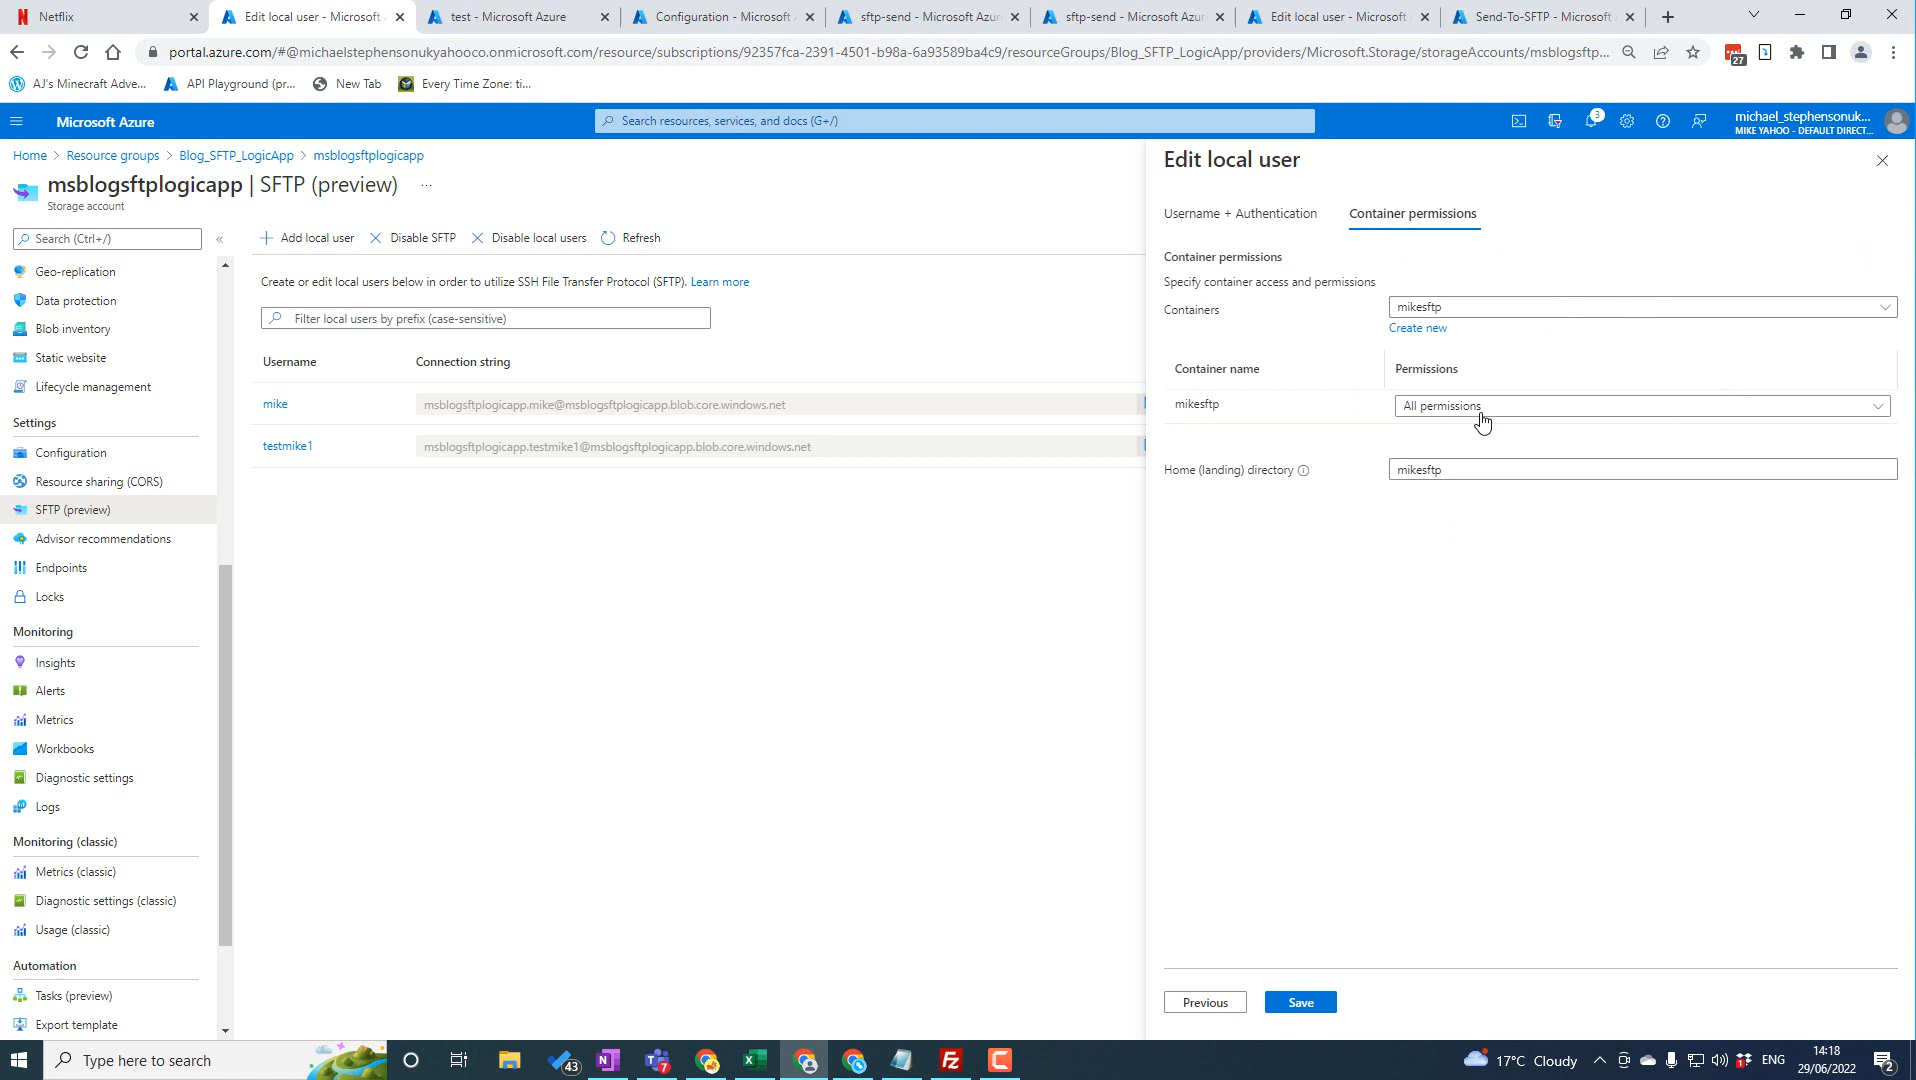 Netflix
Edit local user - Microsoft A
test - Microsoft Azure
Configuration - Microsoft A
sftp-send - Microsoft Azur
sftp-send - Microsoft Azur
Edit local user - Microsoft
Send-To-SFTP - Microsoft
portal.azure.com/#@michaelstephensonukyahooco.onmicrosoft.com/resource/subscriptions/92357fca-2391-4501-b98a-6a93589ba4c9/resourceGroups/Blog_SFTP_LogicApp/providers/Microsoft.Storage/storageAccounts/msblogsftp...
27
AJ's Minecraft Adve...
API Playground (pr...
New Tab
Every Time Zone: ti...
Microsoft Azure
Search resources, services, and docs (G+/)
3
michael_stephensonuk...
MIKE YAHOO - DEFAULT DIRECT...
Home > Resource groups > Blog_SFTP_LogicApp > msblogsftplogicapp
msblogsftplogicapp | SFTP (preview) ...
Storage account
Search (Ctrl+/)
Geo-replication
Data protection
Blob inventory
Static website
Lifecycle management
Settings
Configuration
Resource sharing (CORS)
SFTP (preview)
Advisor recommendations
Endpoints
Locks
Monitoring
Insights
Alerts
Metrics
Workbooks
Diagnostic settings
Logs
Monitoring (classic)
Metrics (classic)
Diagnostic settings (classic)
Usage (classic)
Automation
Tasks (preview)
Export template
Add local user
Disable SFTP
Disable local users
Refresh
Create or edit local users below in order to utilize SSH File Transfer Protocol (SFTP). Learn more
Filter local users by prefix (case-sensitive)
Username
Connection string
mike
msblogsftplogicapp.mike@msblogsftplogicapp.blob.core.windows.net
testmike1
msblogsftplogicapp.testmike1@msblogsftplogicapp.blob.core.windows.net
Edit local user
Username + Authentication
Container permissions
Container permissions
Specify container access and permissions
Containers
mikesftp
Create new
Container name
Permissions
mikesftp
All permissions
Home (landing) directory
mikesftp
Previous
Save
Type here to search
43
7
17°C Cloudy
ENG
14:18
29/06/2022
2